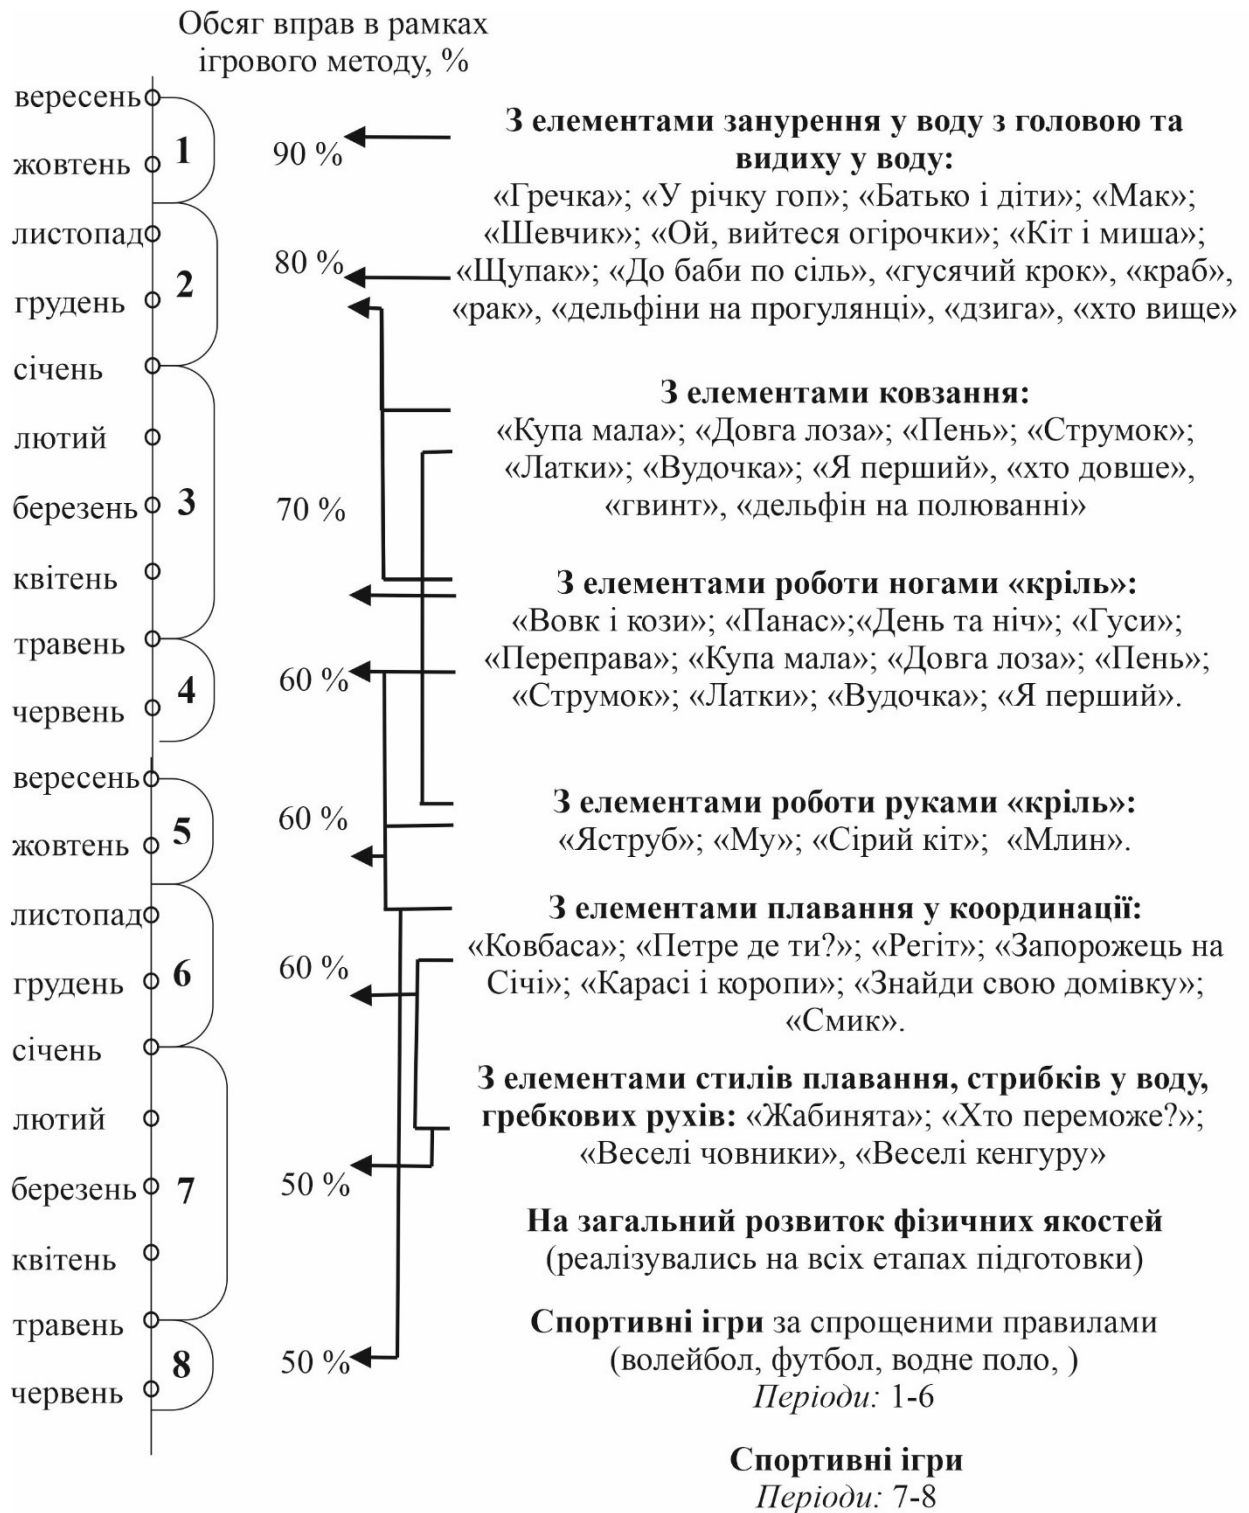 Обсяг вправ в рамках
ігрового методу, %
вересень
жовтень
1
90 %
листопад
грудень
2
80 %
січень
лютий
березень
3
70 %
квітень
травень
червень
4
60 %
вересень
жовтень
5
60 %
листопад
грудень
6
60 %
січень
лютий
березень
7
50 %
квітень
травень
червень
8
50 %
З елементами занурення у воду з головою та
видиху у воду:
«Гречка»; «У річку гоп»; «Батько і діти»; «Мак»;
«Шевчик»; «Ой, вийтеся огірочки»; «Кіт і миша»;
«Щупак»; «До баби по сіль», «гусячий крок», «краб»,
«рак», «дельфіни на прогулянці», «дзига», «хто вище»
З елементами ковзання:
«Купа мала»; «Довга лоза»; «Пень»; «Струмок»;
«Латки»; «Вудочка»; «Я перший», «хто довше»,
«гвинт», «дельфін на полюванні»
З елементами роботи ногами «кріль»:
«Вовк і кози»; «Панас»;«День та ніч»; «Гуси»;
«Переправа»; «Купа мала»; «Довга лоза»; «Пень»;
«Струмок»; «Латки»; «Вудочка»; «Я перший».
З елементами роботи руками «кріль»:
«Яструб»; «Му»; «Сірий кіт»; «Млин».
З елементами плавання у координації:
«Ковбаса»; «Петре де ти?»; «Регіт»; «Запорожець на
Січі»; «Карасі і коропи»; «Знайди свою домівку»;
«Смик».
З елементами стилів плавання, стрибків у воду,
гребкових рухів: «Жабинята»; «Хто переможе?»;
«Веселі човники», «Веселі кенгуру»
На загальний розвиток фізичних якостей
(реалізувались на всіх етапах підготовки)
Спортивні ігри за спрощеними правилами
(волейбол, футбол, водне поло, )
Періоди: 1-6
Спортивні ігри
Періоди: 7-8